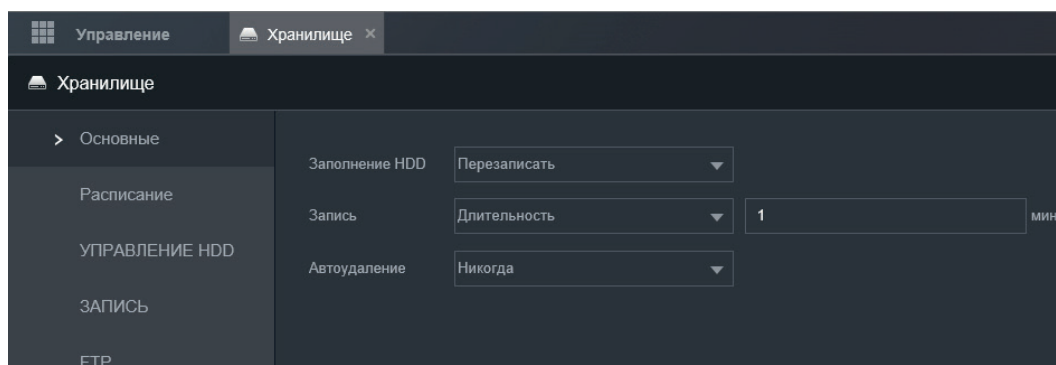 Управление
Хранилище ×
Хранилище
> Основные
Расписание
УПРАВЛЕНИЕ HDD
ЗАПИСЬ
FTP
Заполнение HDD Перезаписать
Запись Длительность 1 мин
Автоудаление Никогда